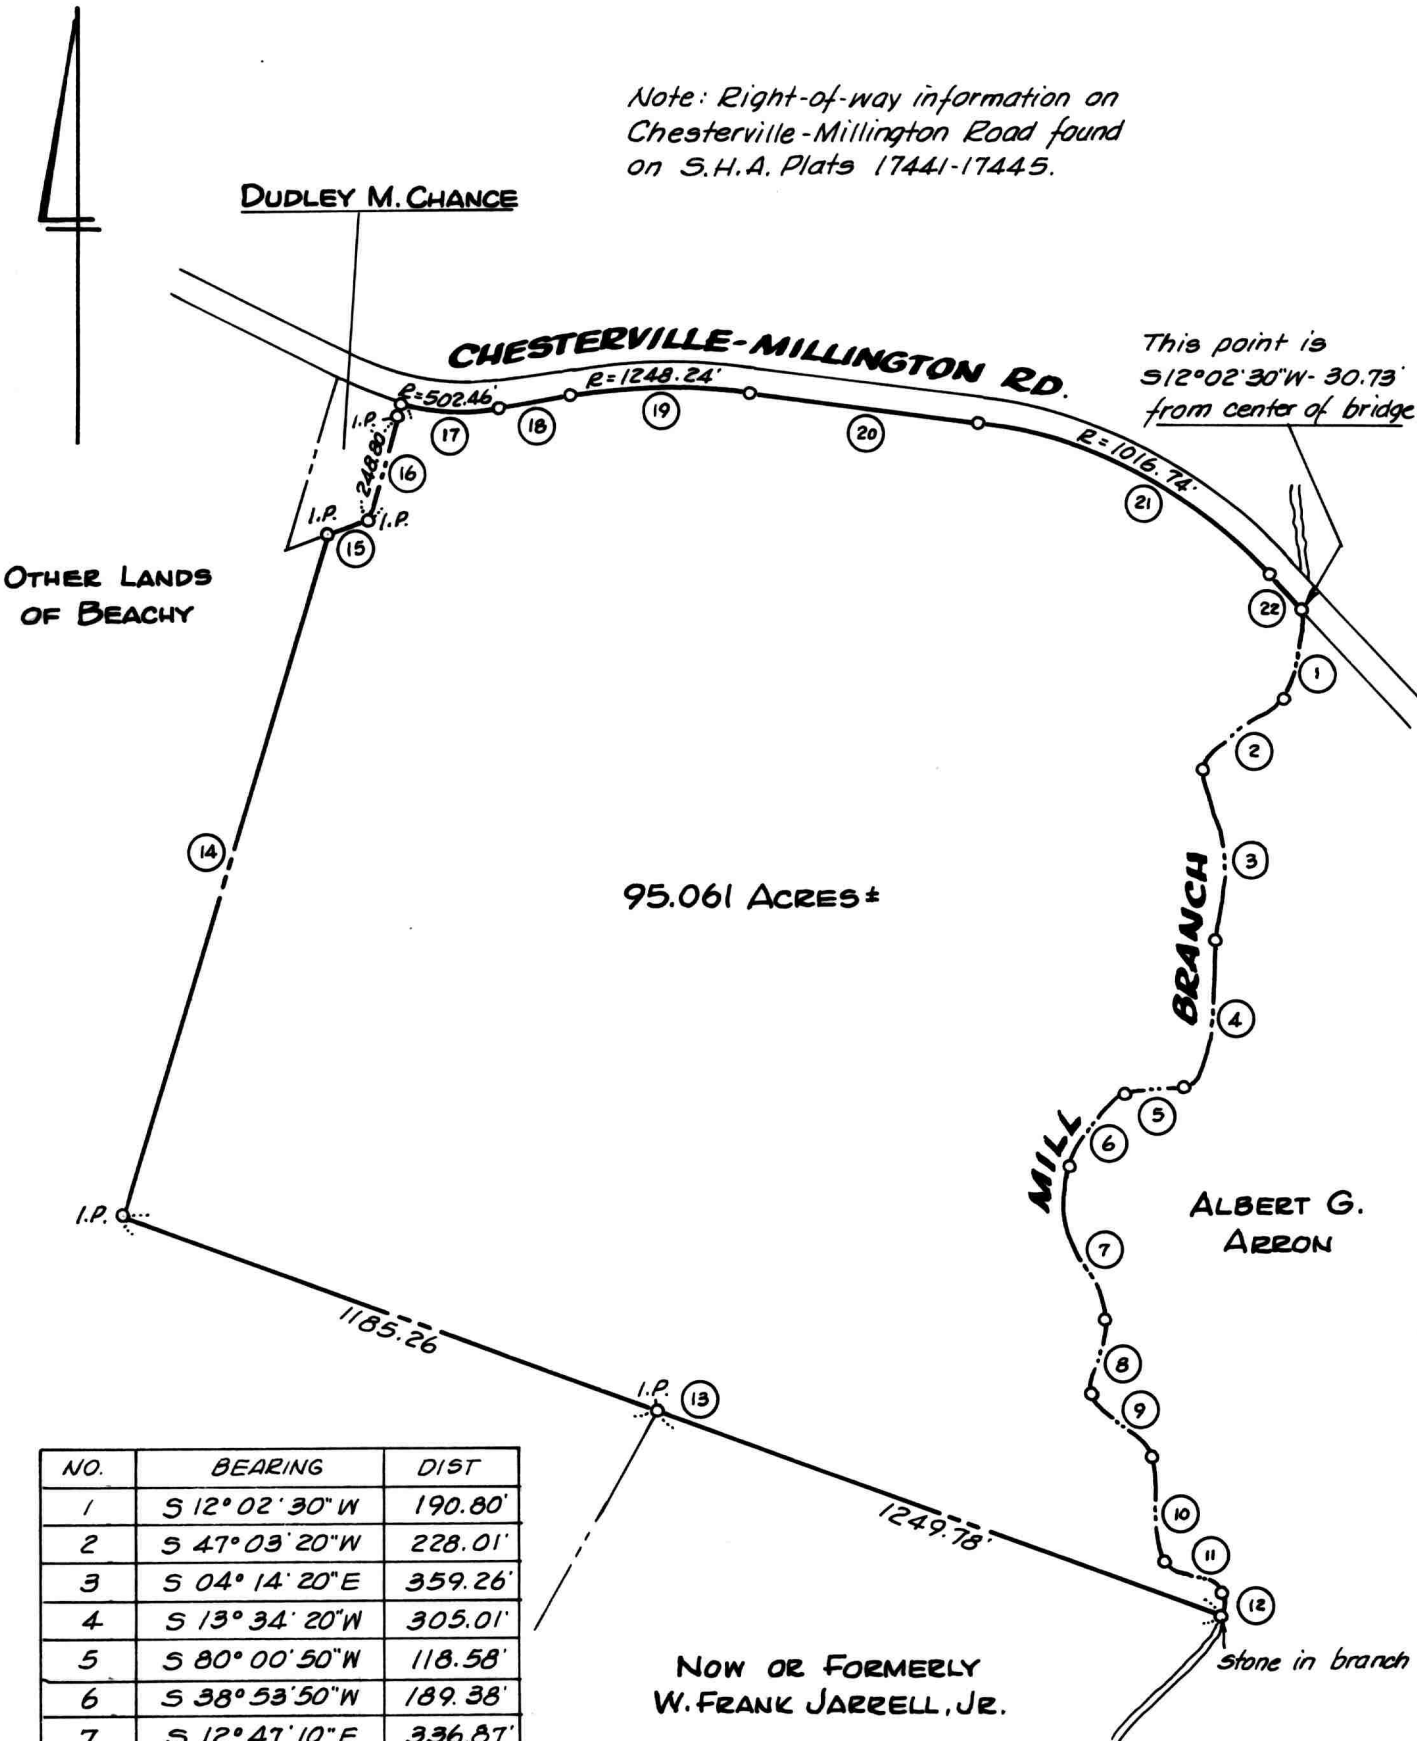 Note: Right-of-way information on
Chesterville-Millington Road found
on S.H.A. Plats 17441-17445.
DUDLEY M. CHANCE
CHESTERVILLE-MILLINGTON RD.
This point is
S12°02'30"W- 30.73'
from center of bridge
R=502.46'
R=1248.24'
R=1016.74'
I.P.
248.80
I.P.
I.P.
17
18
19
20
21
22
16
15
OTHER LANDS
OF BEACHY
1
2
14
3
95.061 ACRES±
BRANCH
4
5
6
MILL
ALBERT G.
ARRON
I.P.
7
1185.26
8
I.P.
13
9
1249.78'
10
11
12
stone in branch
NOW OR FORMERLY
W. FRANK JARRELL, JR.
NO. BEARING DIST
1 S 12° 02' 30" W 190.80'
2 S 47° 03' 20" W 228.01'
3 S 04° 14' 20" E 359.26'
4 S 13° 34' 20" W 305.01'
5 S 80° 00' 50" W 118.58'
6 S 38° 53' 50" W 189.38'
7 S 12° 47' 10" E 336.87'